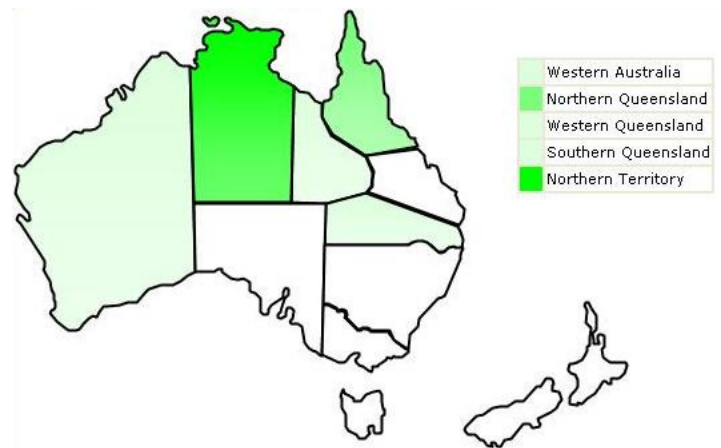 Western Australia
Northern Queensland
Western Queensland
Southern Queensland
Northern Territory